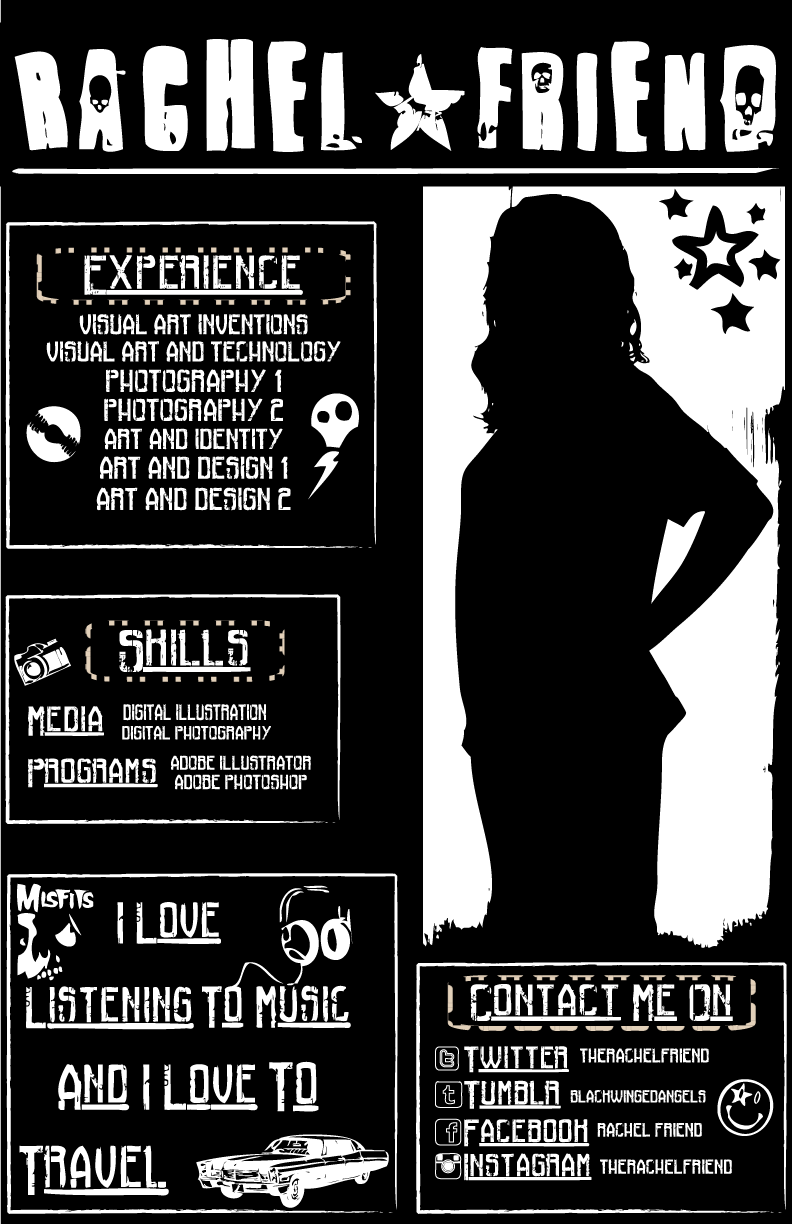 RACHEL FRIEND
EXPERIENCE
VISUAL ART INVENTIONS
VISUAL ART AND TECHNOLOGY
PHOTOGRAPHY 1
PHOTOGRAPHY 2
ART AND IDENTITY
ART AND DESIGN 1
ART AND DESIGN 2
SKILLS
MEDIA DIGITAL ILLUSTRATION
DIGITAL PHOTOGRAPHY
PROGRAMS ADOBE ILLUSTRATOR
ADOBE PHOTOSHOP
MISFITS
I LOVE
LISTENING TO MUSIC
AND I LOVE TO
TRAVEL
CONTACT ME ON
t TWITTER THERACHELFRIEND
t TUMBLR BLACKWINGEDANGELS
f FACEBOOK RACHEL FRIEND
INSTAGRAM THERACHELFRIEND